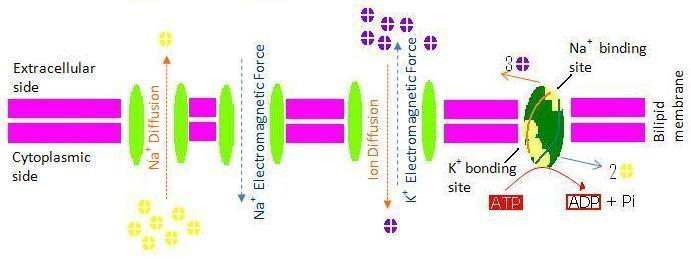 Extracellular
side
Cytoplasmic
side
Na+ Diffusion
Na+ Electromagnetic Force
Ion Diffusion
K+ Electromagnetic Force
3
Na+ binding
site
K+ bonding
site
2
ATP
ADP + Pi
Bilipid
membrane